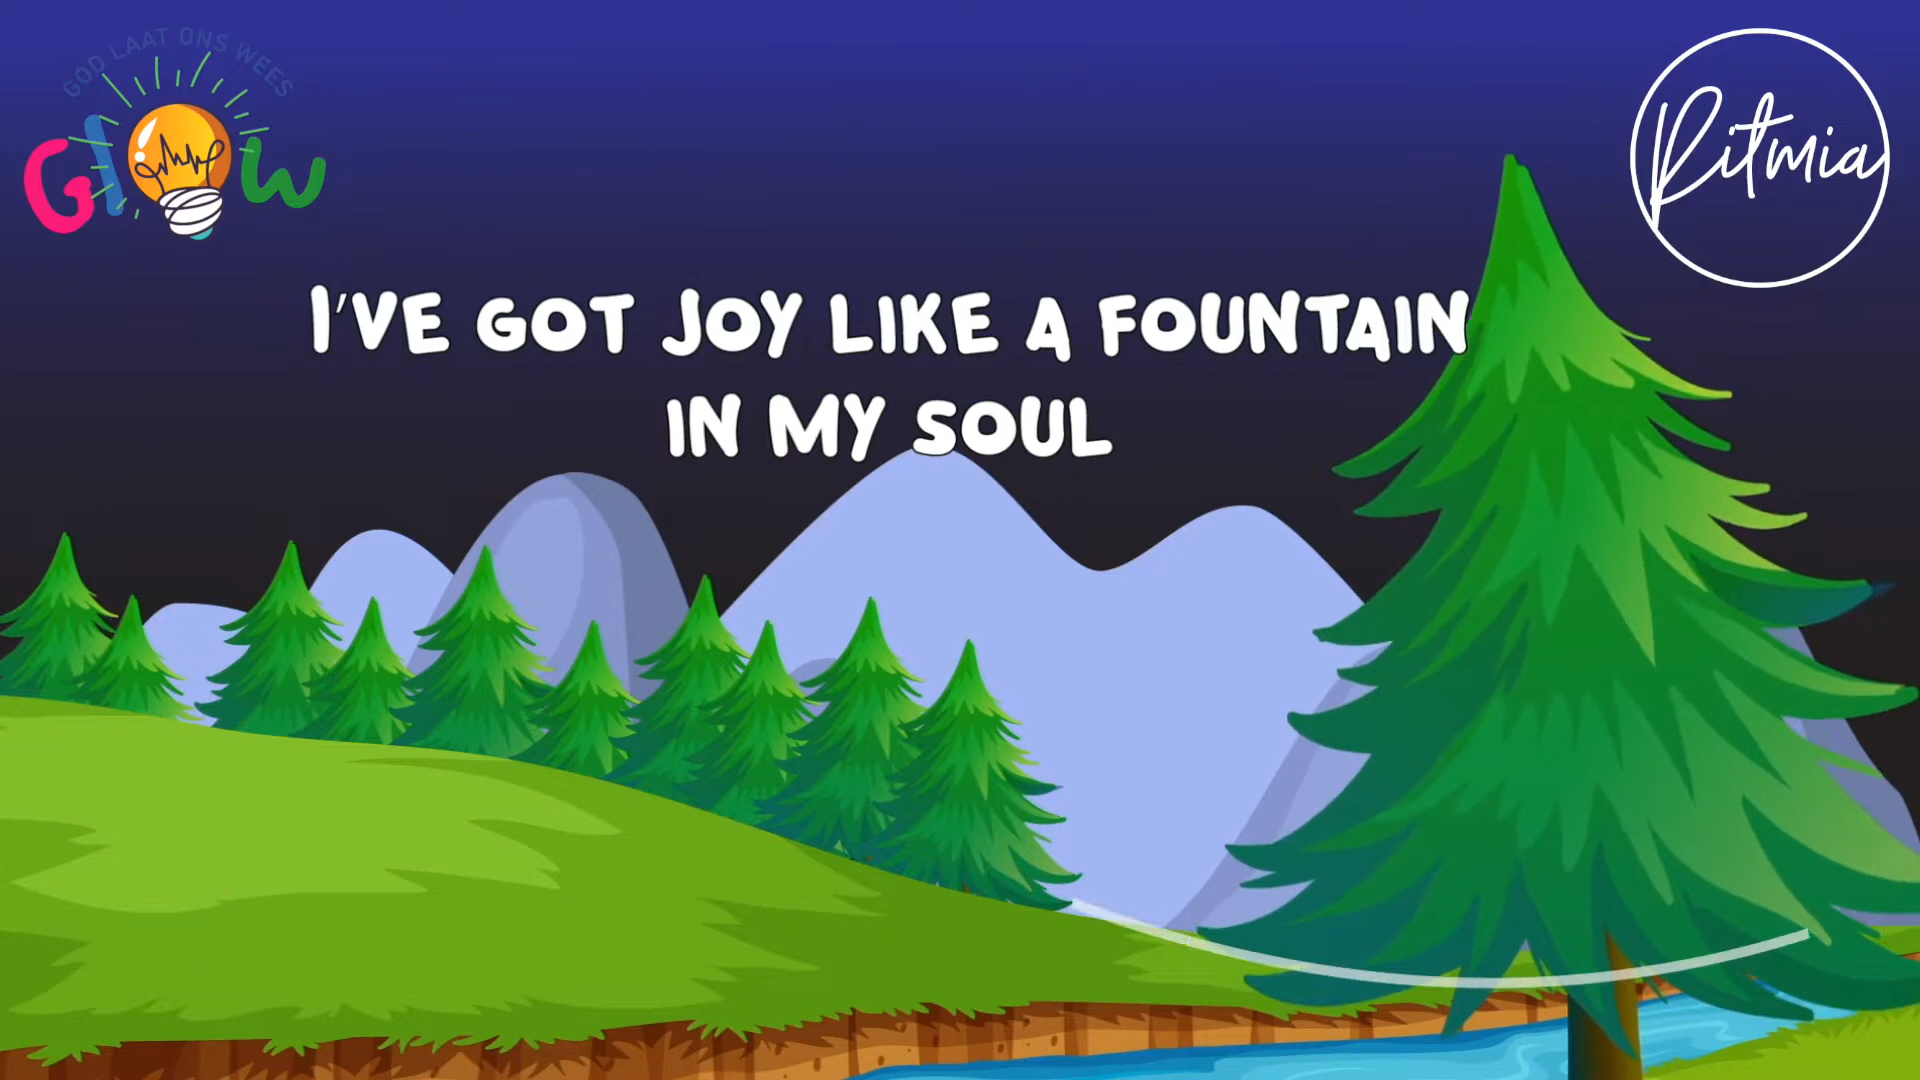 GOD LAAT ONS WEES
GLOW
Ritmia
I'VE GOT JOY LIKE A FOUNTAIN
IN MY SOUL